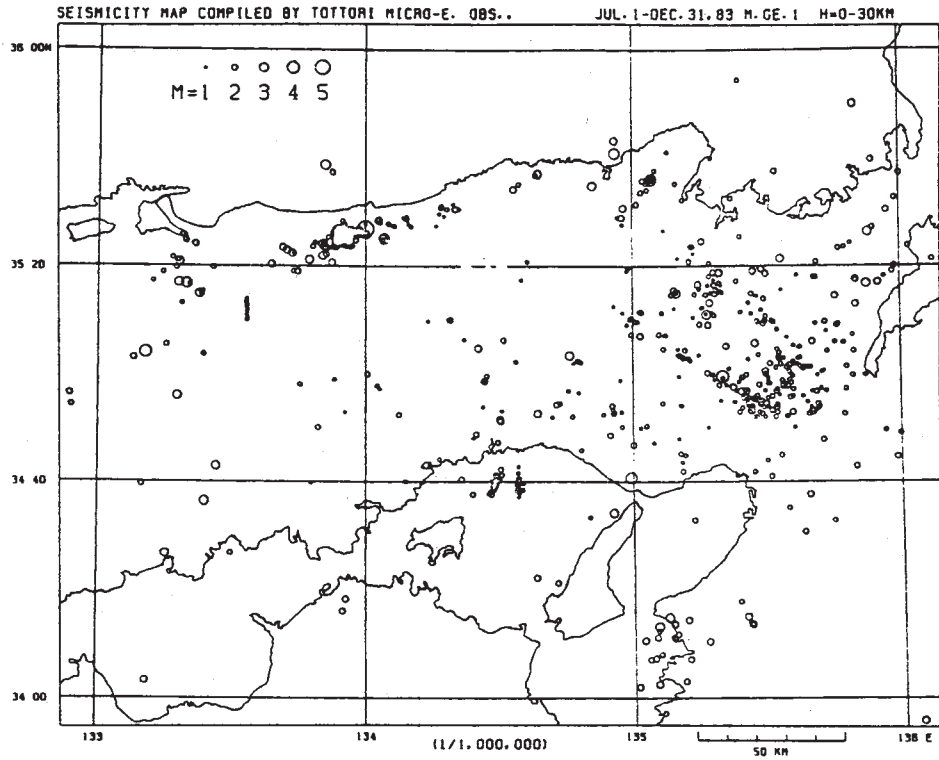 SEISMICITY MAP COMPILED BY TOTTORI MICRO-E. OBS.. JUL.1-DEC.31.83 M.GE.1 H=0-30KM
36 00N
M=1 2 3 4 5
35 20
34 40
34 00
133 134 135 136 E
(1/1.000.000)
50 KM